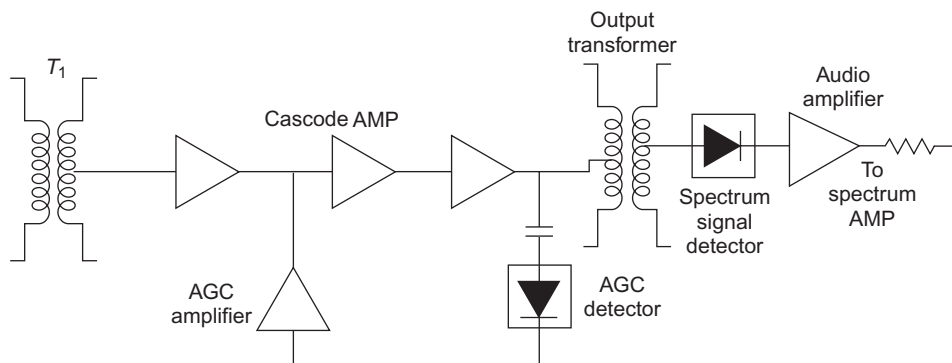 T1
Cascode AMP
Output
transformer
Audio
amplifier
Spectrum
signal
detector
To
spectrum
AMP
AGC
amplifier
AGC
detector